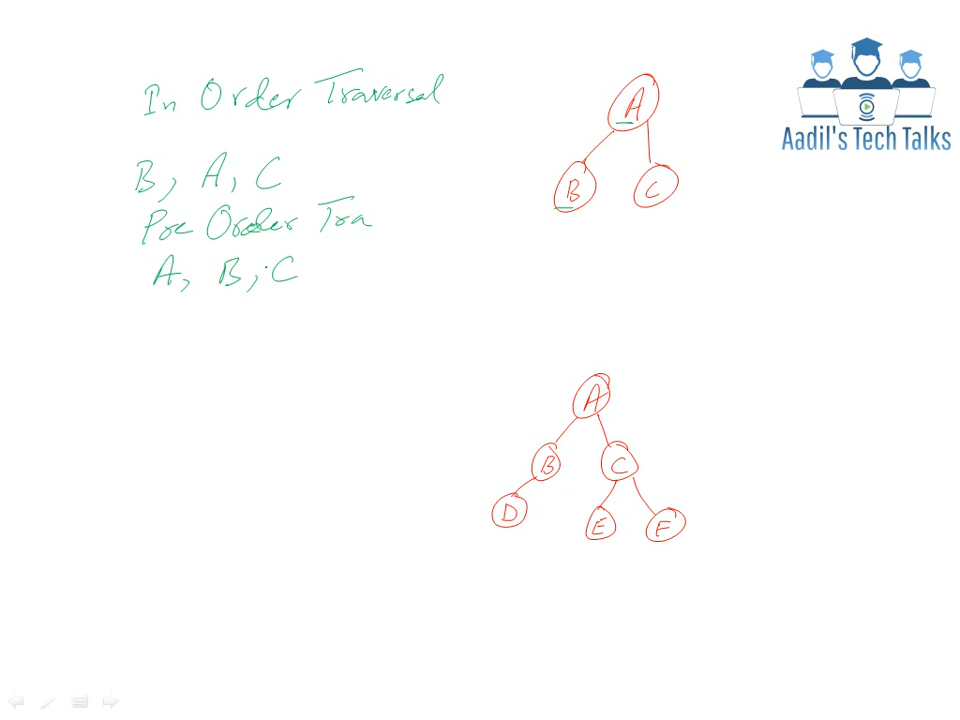 In Order Traversal
B, A, C
Pre Order Tra
A, B, C
A
B
C
Aadil's Tech Talks
A
B
C
D
E
F